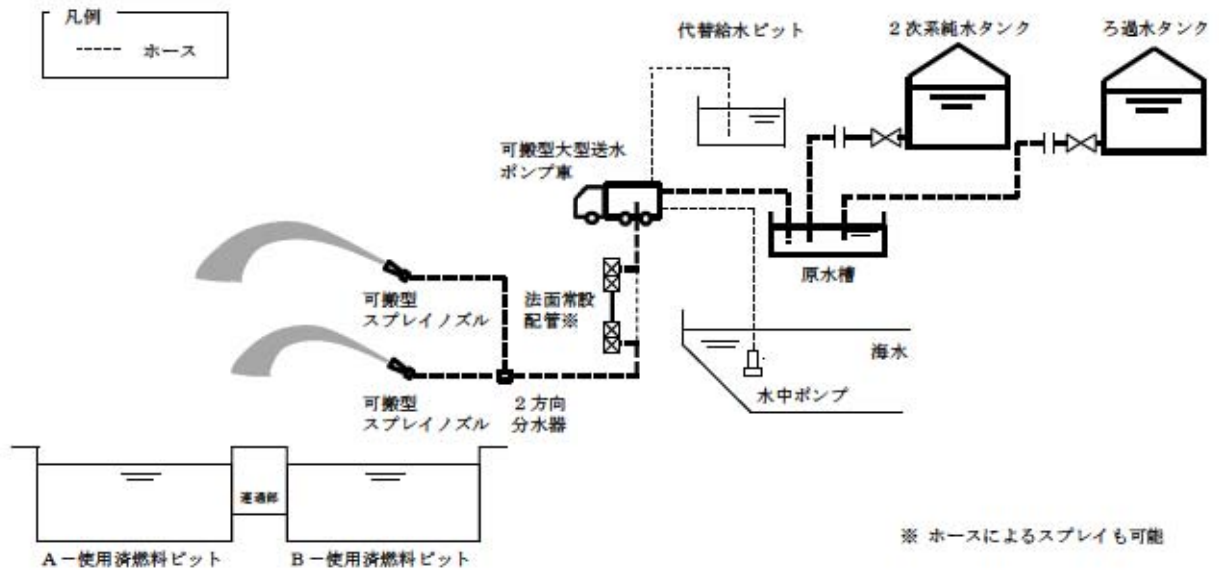 凡例
ホース
代替給水ピット
2次系純水タンク
ろ過水タンク
可搬型大型送水
ポンプ車
原水槽
可搬型
スプレイノズル
法面常設
配管※
海水
水中ポンプ
可搬型
スプレイノズル
2方向
分水器
連通部
A－使用済燃料ピット
B－使用済燃料ピット
※ ホースによるスプレイも可能